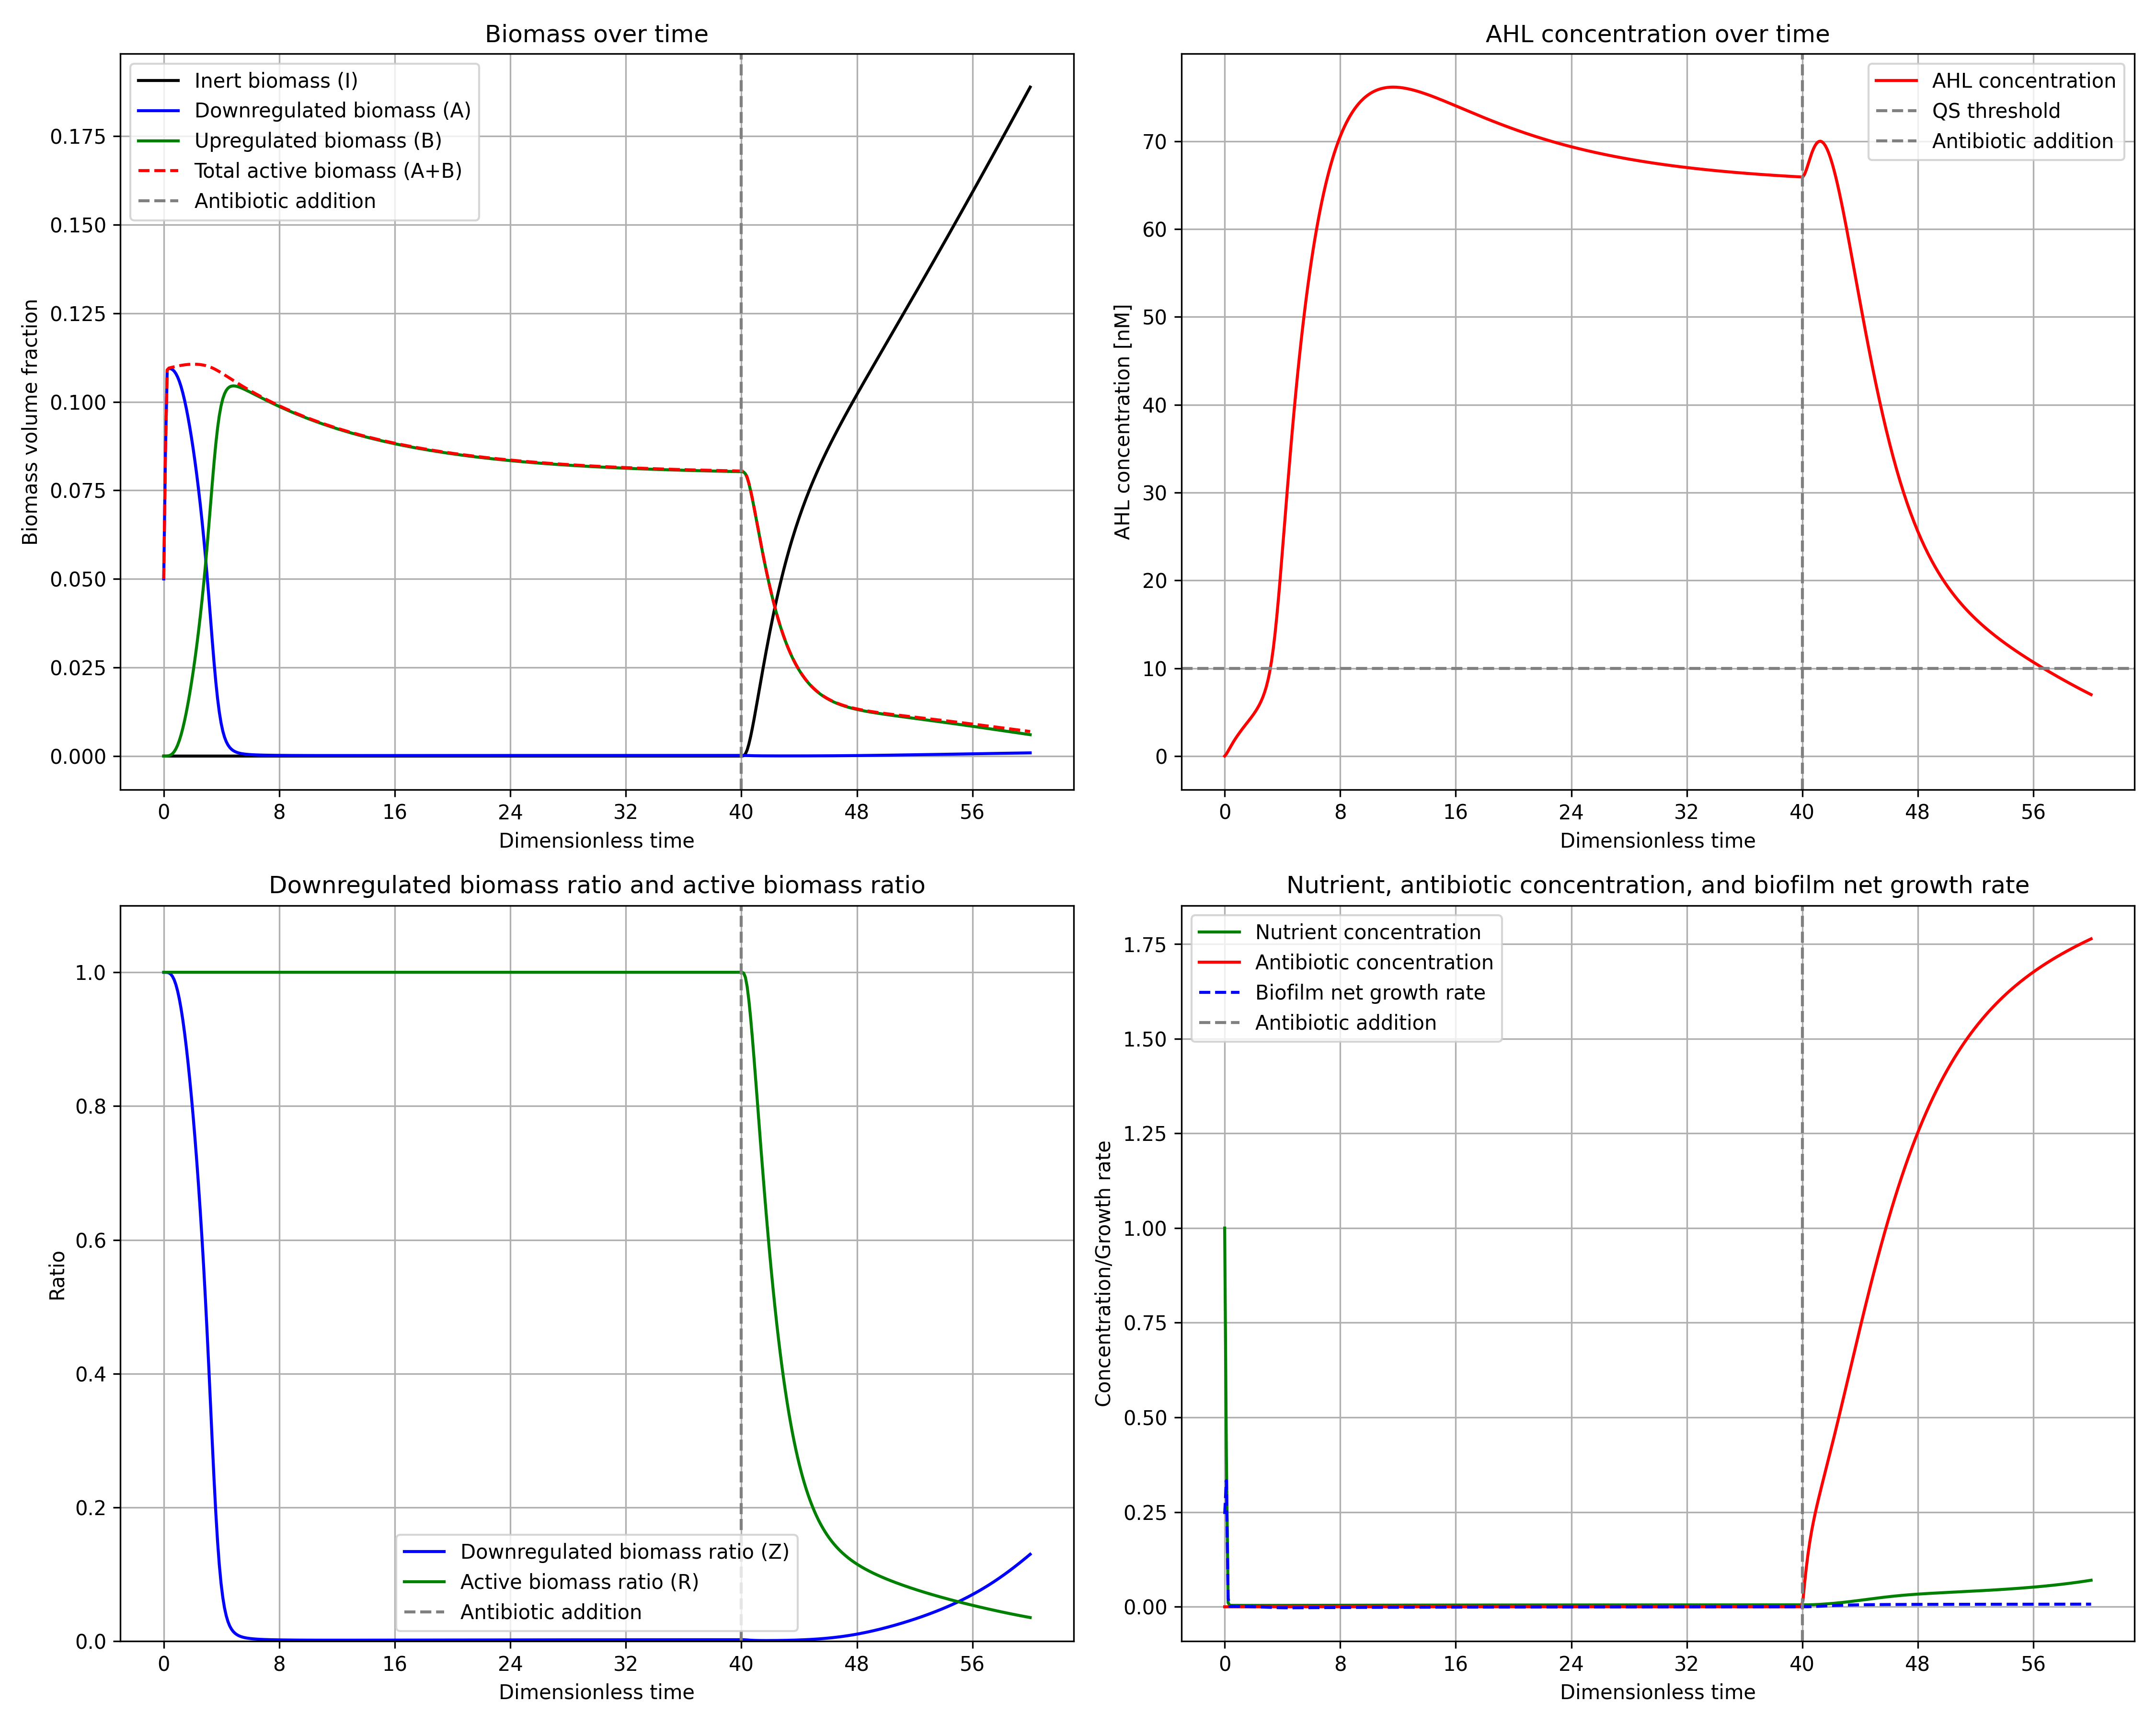 Biomass over time
Inert biomass (I)
Downregulated biomass (A)
Upregulated biomass (B)
Total active biomass (A+B)
Antibiotic addition
Biomass volume fraction
0.175
0.150
0.125
0.100
0.075
0.050
0.025
0.000
0 8 16 24 32 40 48 56
Dimensionless time
AHL concentration over time
AHL concentration
QS threshold
Antibiotic addition
AHL concentration [nM]
70
60
50
40
30
20
10
0
0 8 16 24 32 40 48 56
Dimensionless time
Downregulated biomass ratio and active biomass ratio
Ratio
1.0
0.8
0.6
0.4
0.2
0.0
Downregulated biomass ratio (Z)
Active biomass ratio (R)
Antibiotic addition
0 8 16 24 32 40 48 56
Dimensionless time
Nutrient, antibiotic concentration, and biofilm net growth rate
Nutrient concentration
Antibiotic concentration
Biofilm net growth rate
Antibiotic addition
Concentration/Growth rate
1.75
1.50
1.25
1.00
0.75
0.50
0.25
0.00
0 8 16 24 32 40 48 56
Dimensionless time